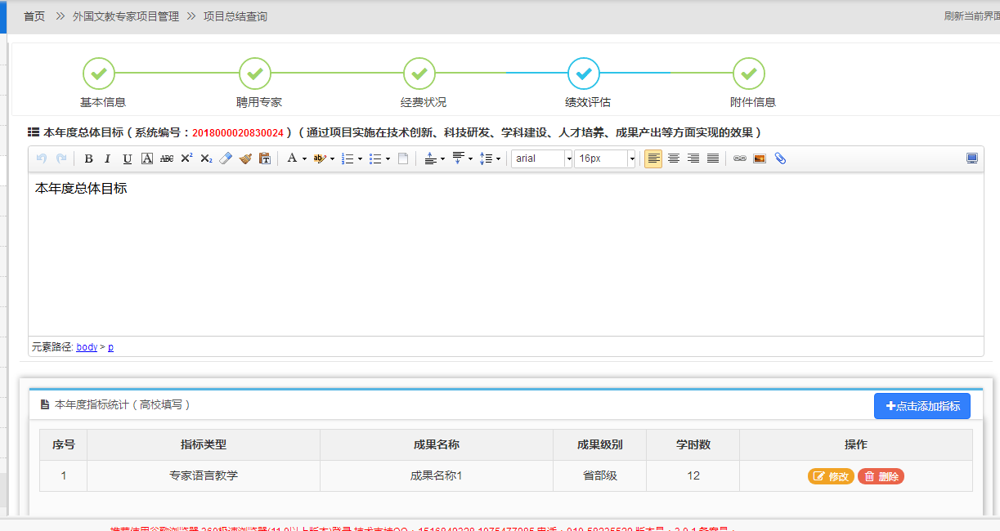 首页 >> 外国文教专家项目管理 >> 项目总结查询 刷新当前界面
基本信息 聘用专家 经费状况 绩效评估 附件信息
本年度总体目标（系统编号：2018000020830024）（通过项目实施在技术创新、科技研发、学科建设、人才培养、成果产出等方面实现的效果）
B I U A ABC X² X₂ A ab arial 16px
本年度总体目标
元素路径: body > p
本年度指标统计（高校填写）
点击添加指标
序号 指标类型 成果名称 成果级别 学时数 操作
1 专家语言教学 成果名称1 省部级 12 修改 删除